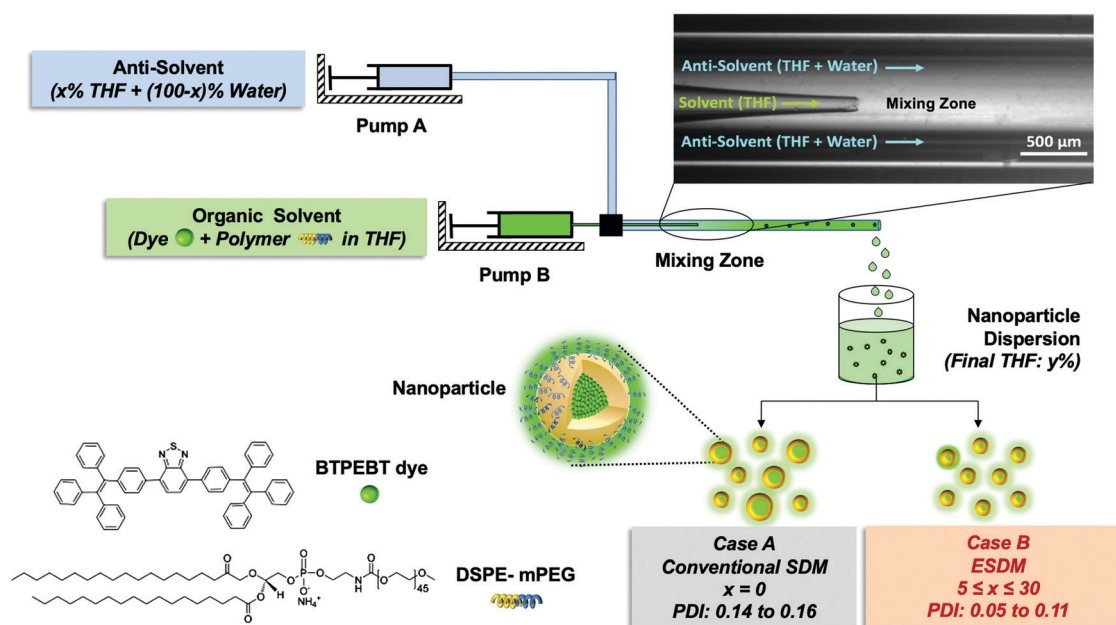 Anti-Solvent
(x% THF + (100-x)% Water)
Pump A
Anti-Solvent (THF + Water)
Solvent (THF)
Mixing Zone
Anti-Solvent (THF + Water)
500 µm
Organic Solvent
(Dye + Polymer in THF)
Pump B
Mixing Zone
Nanoparticle
Dispersion
(Final THF: y%)
Nanoparticle
BTPEBT dye
N S N
DSPE- mPEG
O O O P O O N H O O 45
O- NH4+
O O H
Case A
Conventional SDM
x = 0
PDI: 0.14 to 0.16
Case B
ESDM
5 ≤ x ≤ 30
PDI: 0.05 to 0.11